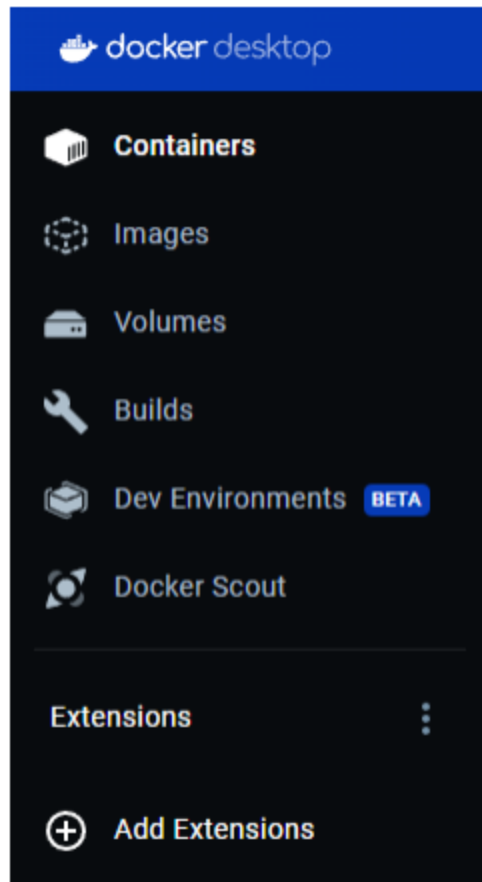 docker desktop
Containers
Images
Volumes
Builds
Dev Environments BETA
Docker Scout
Extensions
Add Extensions